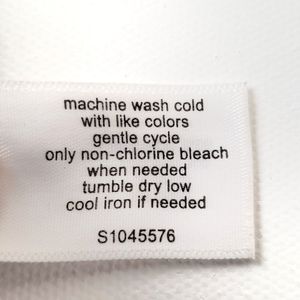 machine wash cold
with like colors
gentle cycle
only non-chlorine bleach
when needed
tumble dry low
cool iron if needed
S1045576